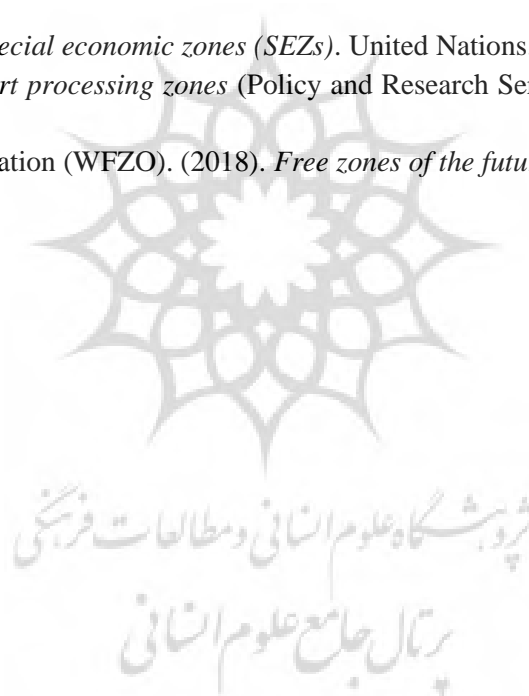 ecial economic zones (SEZs). United Nations
rt processing zones (Policy and Research Ser
ation (WFZO). (2018). Free zones of the futu
پژوهشگاه علوم انسانی و مطالعات فرهنگی
پرتال جامع علوم انسانی